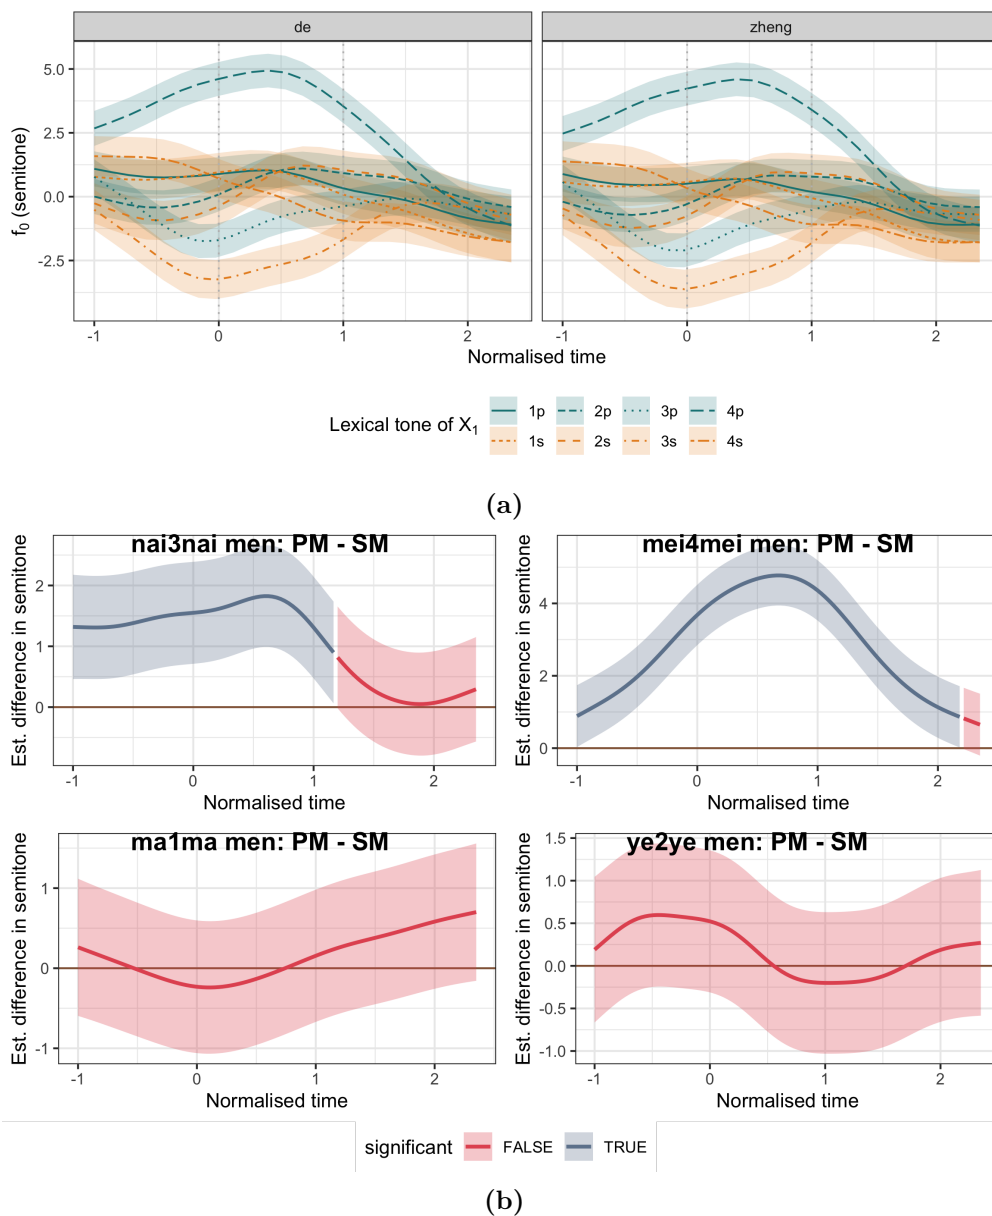 de
zheng
5.0
2.5
0.0
-2.5
f0 (semitone)
-1 0 1 2
-1 0 1 2
Normalised time
Lexical tone of X1
1p 2p 3p 4p
1s 2s 3s 4s
(a)
nai3nai men: PM - SM
2
1
0
Est. difference in semitone
-1 0 1 2
Normalised time
mei4mei men: PM - SM
4
2
0
Est. difference in semitone
-1 0 1 2
Normalised time
ma1ma men: PM - SM
1
0
-1
Est. difference in semitone
-1 0 1 2
Normalised time
ye2ye men: PM - SM
1.5
1.0
0.5
0.0
-0.5
-1.0
Est. difference in semitone
-1 0 1 2
Normalised time
significant FALSE TRUE
(b)